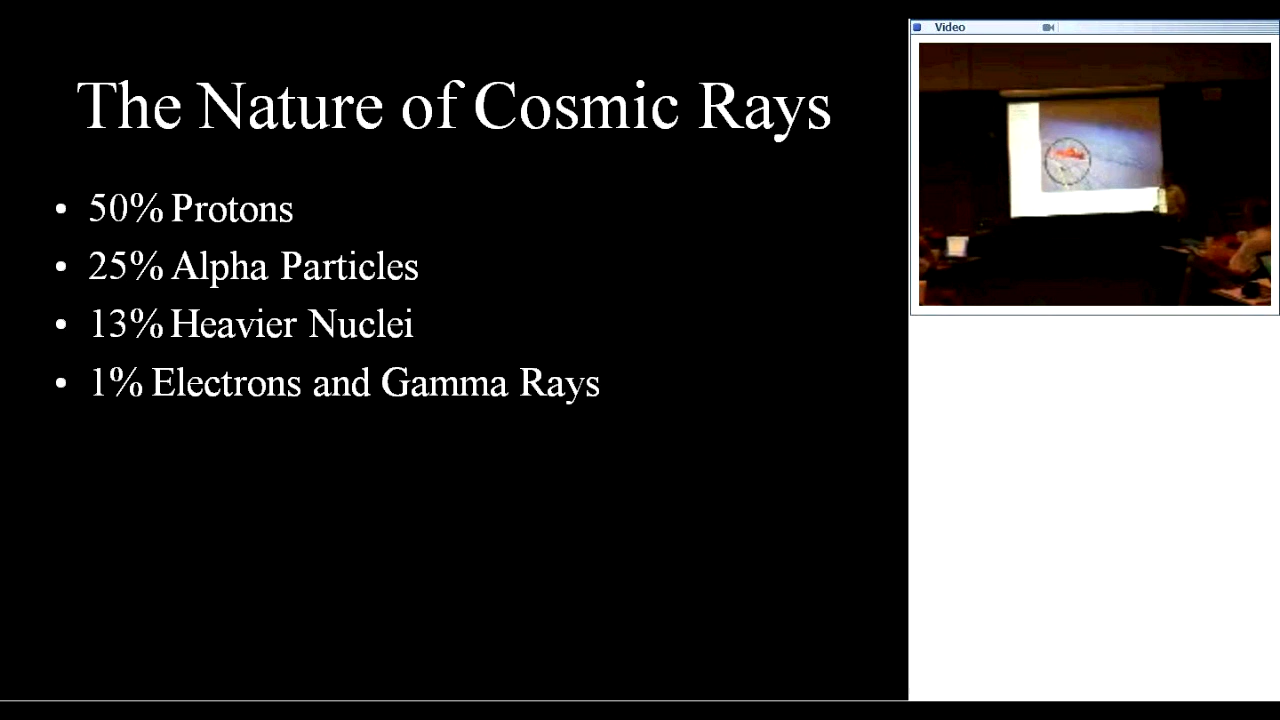 The Nature of Cosmic Rays
• 50% Protons
• 25% Alpha Particles
• 13% Heavier Nuclei
• 1% Electrons and Gamma Rays
Video